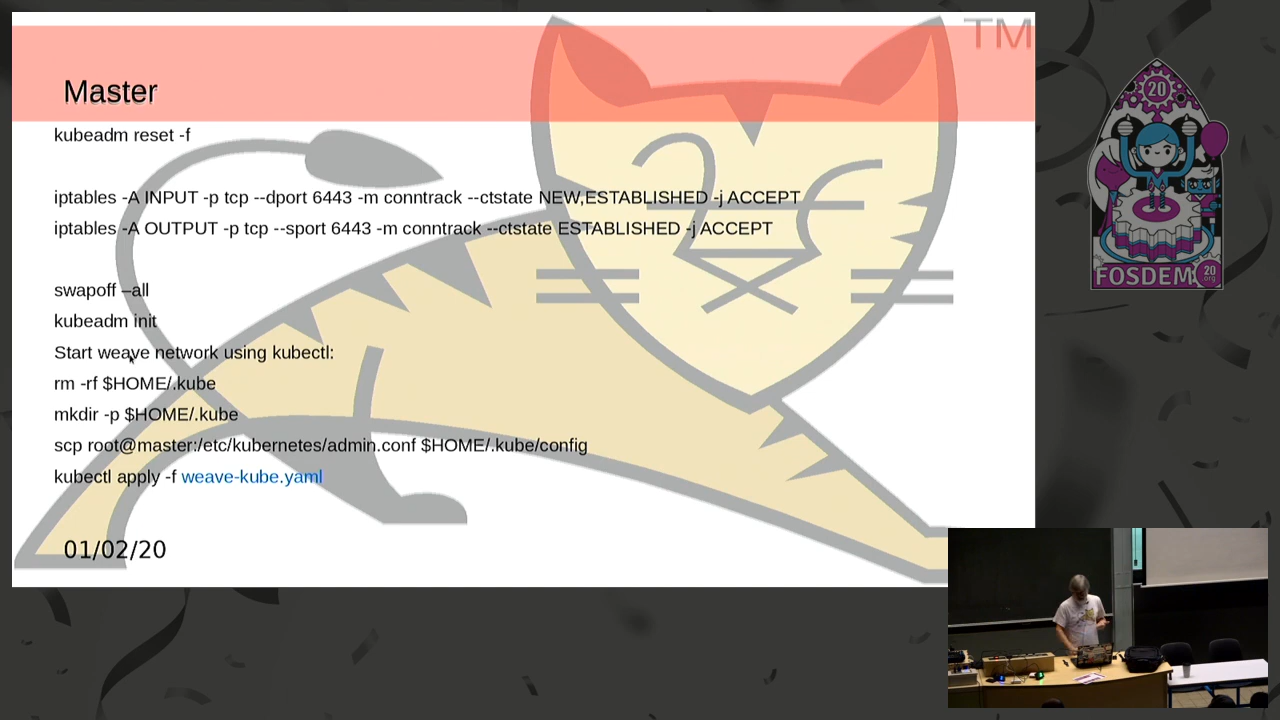 TM
Master
kubeadm reset -f
iptables -A INPUT -p tcp --dport 6443 -m conntrack --ctstate NEW,ESTABLISHED -j ACCEPT
iptables -A OUTPUT -p tcp --sport 6443 -m conntrack --ctstate ESTABLISHED -j ACCEPT
swapoff –all
kubeadm init
Start weave network using kubectl:
rm -rf $HOME/.kube
mkdir -p $HOME/.kube
scp root@master:/etc/kubernetes/admin.conf $HOME/.kube/config
kubectl apply -f weave-kube.yaml
01/02/20
20
FOSDEM
20
org